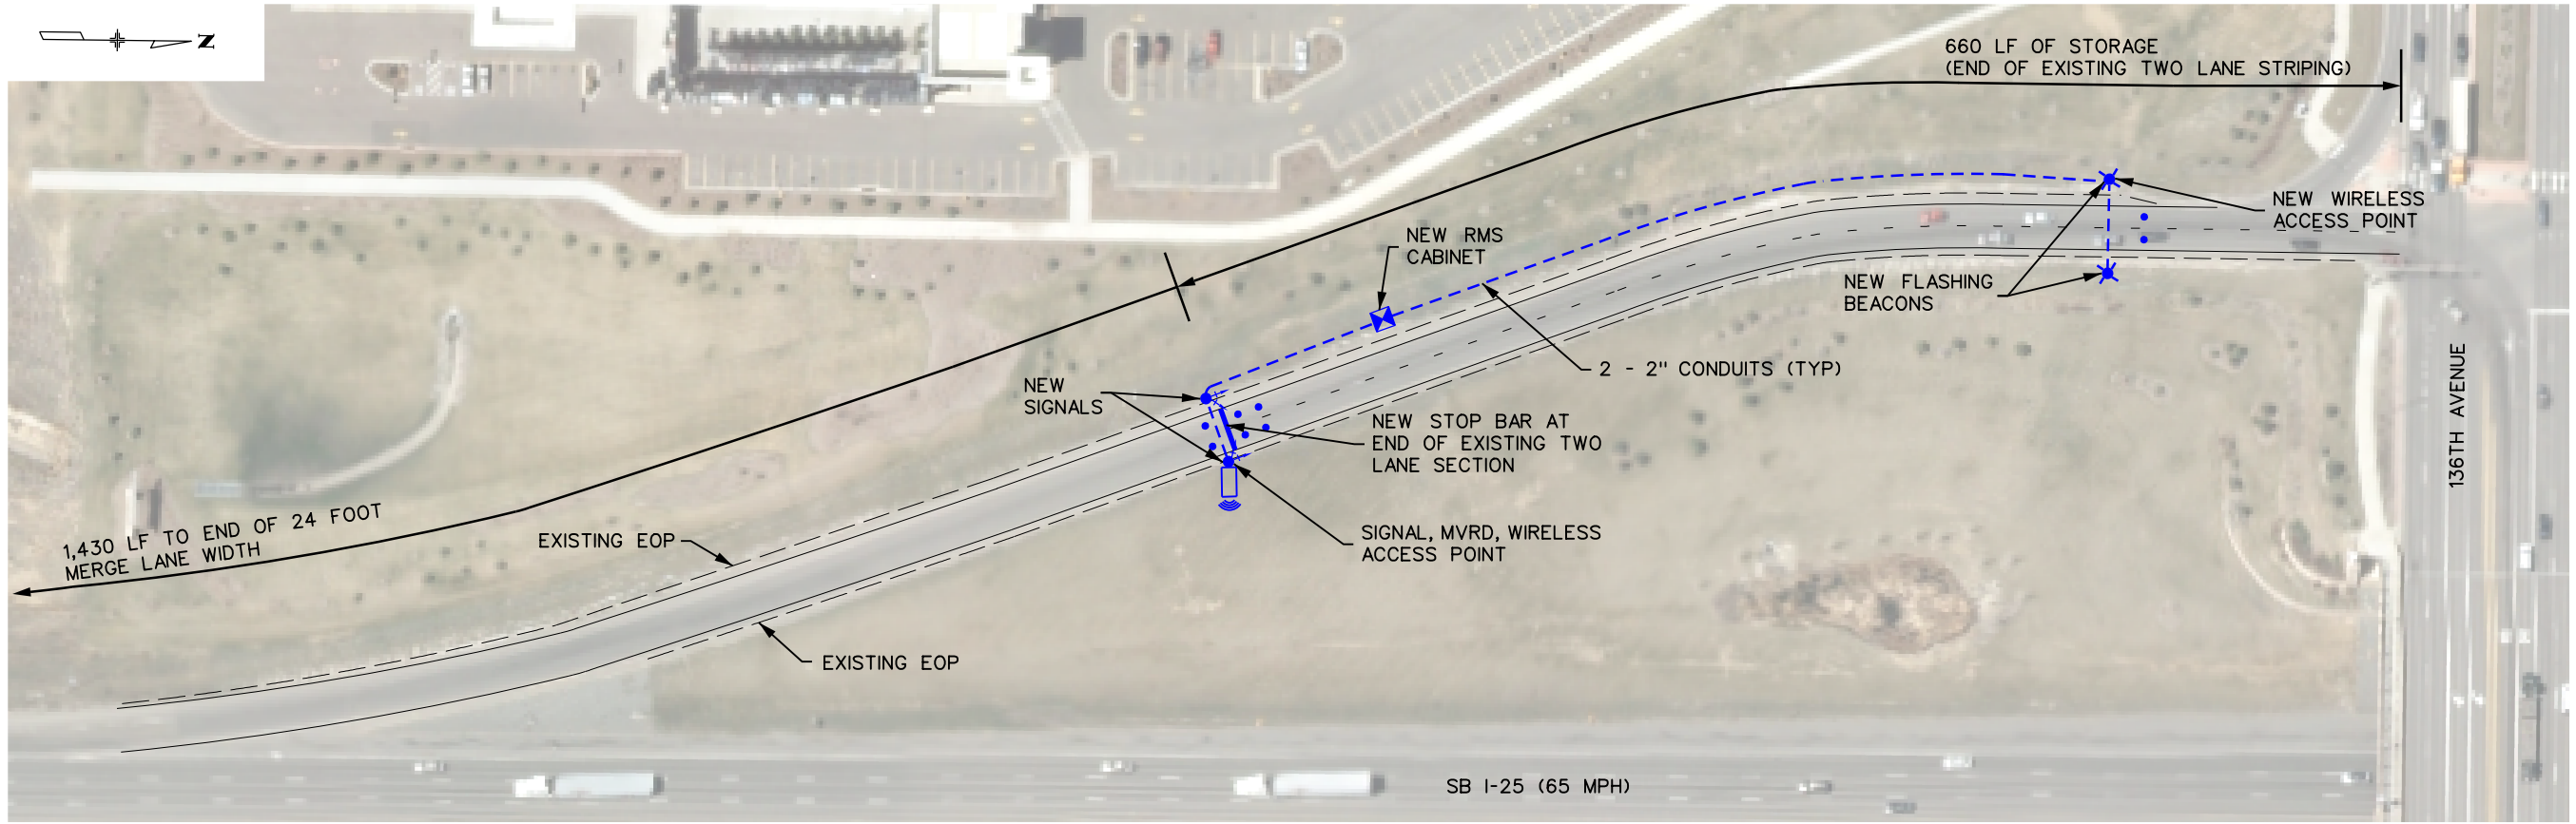 N
660 LF OF STORAGE
(END OF EXISTING TWO LANE STRIPING)
NEW WIRELESS
ACCESS POINT
NEW RMS
CABINET
NEW FLASHING
BEACONS
2 - 2" CONDUITS (TYP)
NEW
SIGNALS
NEW STOP BAR AT
END OF EXISTING TWO
LANE SECTION
136TH AVENUE
1,430 LF TO END OF 24 FOOT
MERGE LANE WIDTH
EXISTING EOP
SIGNAL, MVRD, WIRELESS
ACCESS POINT
EXISTING EOP
SB I-25 (65 MPH)